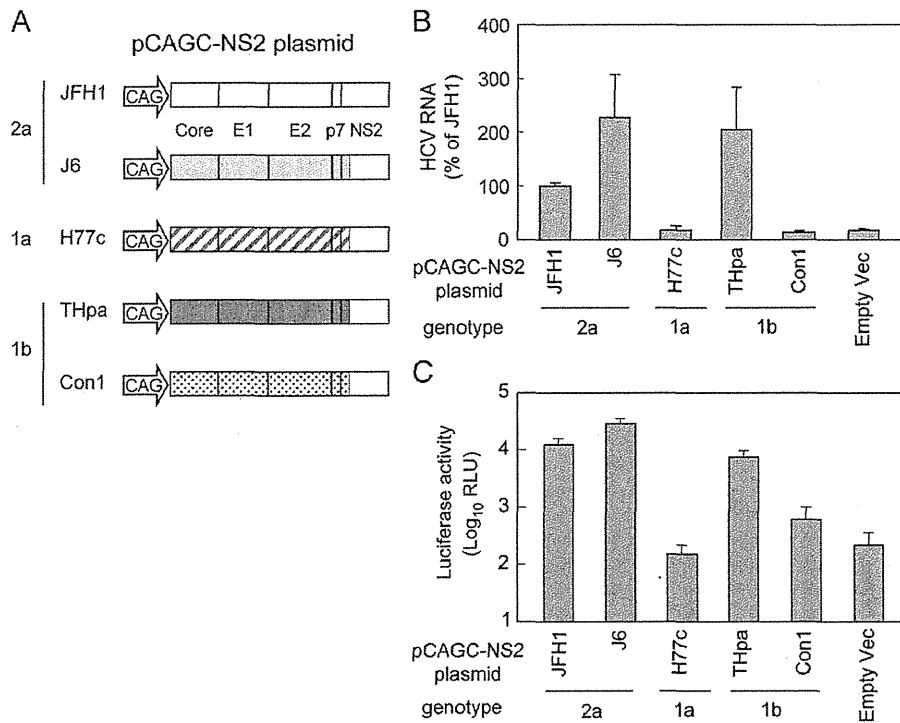 A
pCAGC-NS2 plasmid
2a
JFH1
CAG
Core E1 E2 p7 NS2
J6
CAG
1a
H77c
CAG
1b
THpa
CAG
Con1
CAG
B
HCV RNA
(% of JFH1)
400
300
200
100
0
pCAGC-NS2
plasmid
JFH1
J6
H77c
THpa
Con1
Empty Vec
genotype
2a
1a
1b
C
Luciferase activity
(Log10 RLU)
5
4
3
2
1
pCAGC-NS2
plasmid
JFH1
J6
H77c
THpa
Con1
Empty Vec
genotype
2a
1a
1b